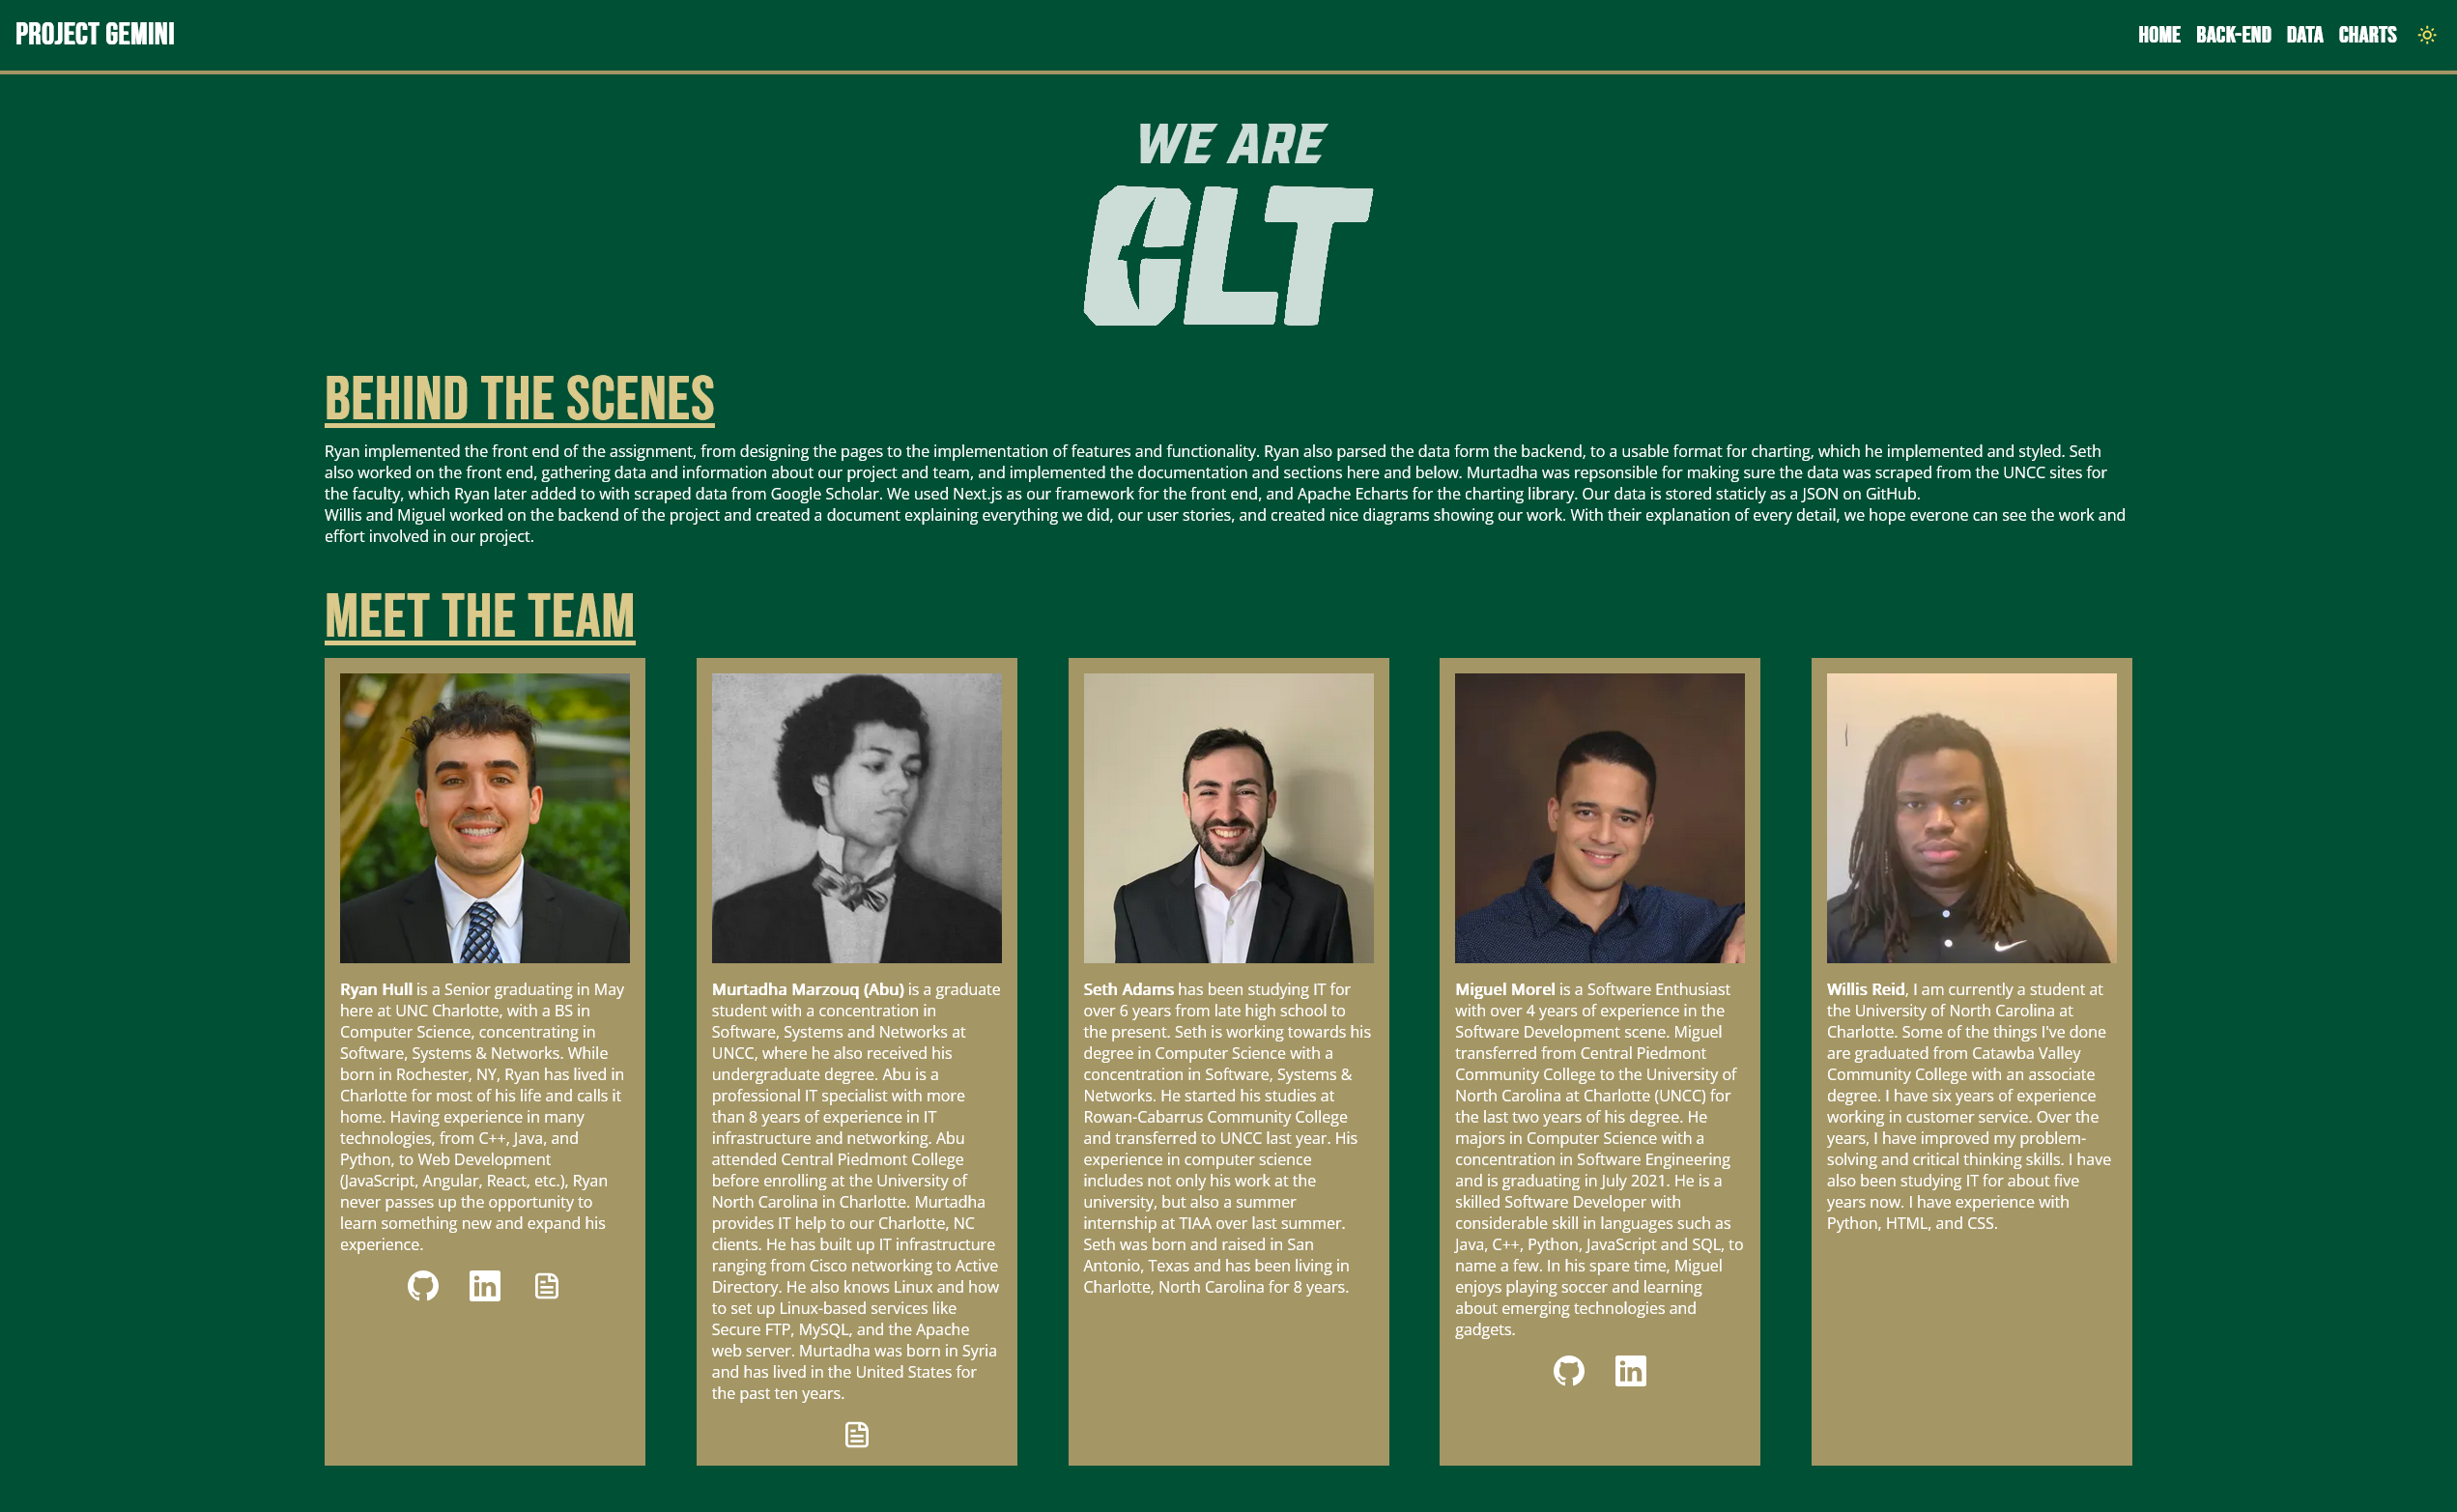 PROJECT GEMINI
HOME BACK-END DATA CHARTS
WE ARE
CLT
BEHIND THE SCENES
Ryan implemented the front end of the assignment, from designing the pages to the implementation of features and functionality. Ryan also parsed the data form the backend, to a usable format for charting, which he implemented and styled. Seth
also worked on the front end, gathering data and information about our project and team, and implemented the documentation and sections here and below. Murtadha was repsonsible for making sure the data was scraped from the UNCC sites for
the faculty, which Ryan later added to with scraped data from Google Scholar. We used Next.js as our framework for the front end, and Apache Echarts for the charting library. Our data is stored staticly as a JSON on GitHub.
Willis and Miguel worked on the backend of the project and created a document explaining everything we did, our user stories, and created nice diagrams showing our work. With their explanation of every detail, we hope everone can see the work and
effort involved in our project.
MEET THE TEAM
Ryan Hull is a Senior graduating in May
here at UNC Charlotte, with a BS in
Computer Science, concentrating in
Software, Systems & Networks. While
born in Rochester, NY, Ryan has lived in
Charlotte for most of his life and calls it
home. Having experience in many
technologies, from C++, Java, and
Python, to Web Development
(JavaScript, Angular, React, etc.), Ryan
never passes up the opportunity to
learn something new and expand his
experience.
in
Murtadha Marzouq (Abu) is a graduate
student with a concentration in
Software, Systems and Networks at
UNCC, where he also received his
undergraduate degree. Abu is a
professional IT specialist with more
than 8 years of experience in IT
infrastructure and networking. Abu
attended Central Piedmont College
before enrolling at the University of
North Carolina in Charlotte. Murtadha
provides IT help to our Charlotte, NC
clients. He has built up IT infrastructure
ranging from Cisco networking to Active
Directory. He also knows Linux and how
to set up Linux-based services like
Secure FTP, MySQL, and the Apache
web server. Murtadha was born in Syria
and has lived in the United States for
the past ten years.
Seth Adams has been studying IT for
over 6 years from late high school to
the present. Seth is working towards his
degree in Computer Science with a
concentration in Software, Systems &
Networks. He started his studies at
Rowan-Cabarrus Community College
and transferred to UNCC last year. His
experience in computer science
includes not only his work at the
university, but also a summer
internship at TIAA over last summer.
Seth was born and raised in San
Antonio, Texas and has been living in
Charlotte, North Carolina for 8 years.
Miguel Morel is a Software Enthusiast
with over 4 years of experience in the
Software Development scene. Miguel
transferred from Central Piedmont
Community College to the University of
North Carolina at Charlotte (UNCC) for
the last two years of his degree. He
majors in Computer Science with a
concentration in Software Engineering
and is graduating in July 2021. He is a
skilled Software Developer with
considerable skill in languages such as
Java, C++, Python, JavaScript and SQL, to
name a few. In his spare time, Miguel
enjoys playing soccer and learning
about emerging technologies and
gadgets.
in
Willis Reid, I am currently a student at
the University of North Carolina at
Charlotte. Some of the things I've done
are graduated from Catawba Valley
Community College with an associate
degree. I have six years of experience
working in customer service. Over the
years, I have improved my problem-
solving and critical thinking skills. I have
also been studying IT for about five
years now. I have experience with
Python, HTML, and CSS.